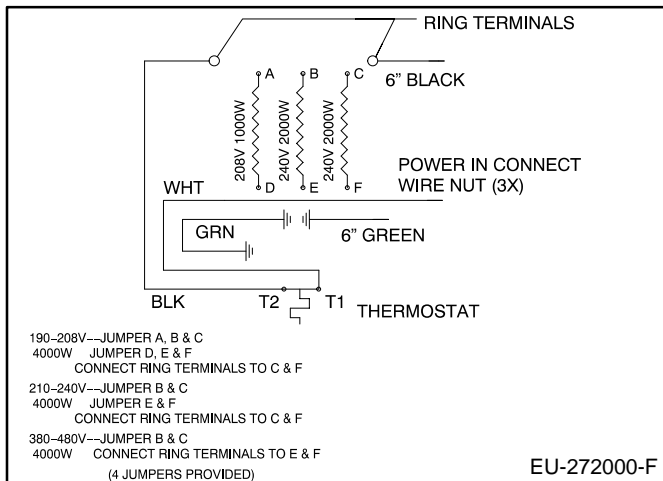 RING TERMINALS
A B C
6” BLACK
208V 1000W
240V 2000W
240V 2000W
POWER IN CONNECT
WIRE NUT (3X)
D E F
WHT
GRN
6” GREEN
BLK
T2 T1
THERMOSTAT
190–208V––JUMPER A, B & C
4000W JUMPER D, E & F
CONNECT RING TERMINALS TO C & F
210–240V––JUMPER B & C
4000W JUMPER E & F
CONNECT RING TERMINALS TO C & F
380–480V––JUMPER B & C
4000W CONNECT RING TERMINALS TO E & F
(4 JUMPERS PROVIDED)
EU-272000-F